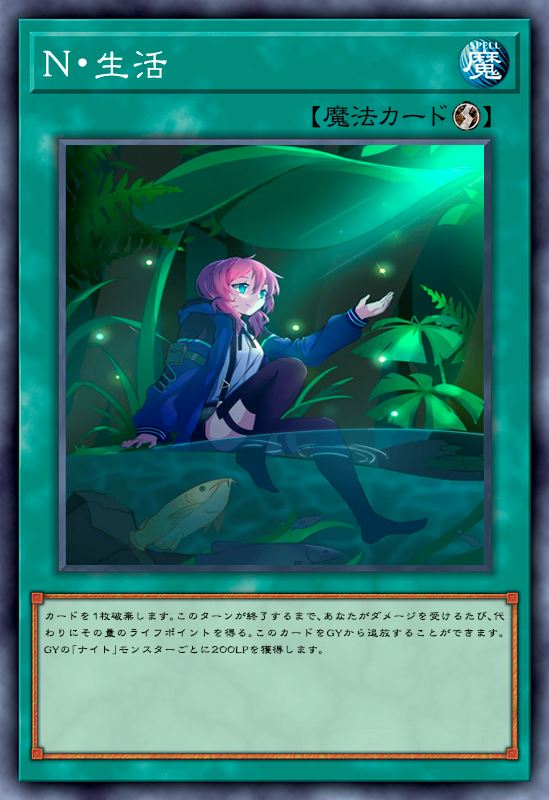 N・生活
SPELL
魔
【魔法カード】
カードを1枚破棄します。このターンが終了するまで、あなたがダメージを受けるたび、代
わりにその量のライフポイントを得る。このカードをGYから追放することができます。
GYの「ナイト」モンスターごとに200LPを獲得します。